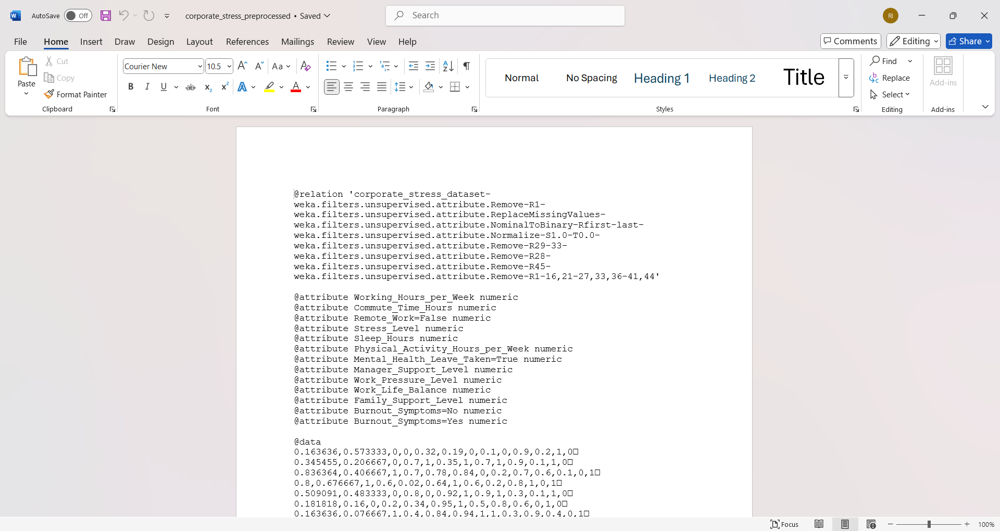 AutoSave Off corporate_stress_preprocessed • Saved Search RI
File Home Insert Draw Design Layout References Mailings Review View Help Comments Editing Share
Paste Cut Copy Format Painter Clipboard
Courier New 10.5 Aa Font
Paragraph
Normal No Spacing Heading 1 Heading 2 Title Styles
Find Replace Select Editing
Add-ins Add-ins
@relation 'corporate_stress_dataset-
weka.filters.unsupervised.attribute.Remove-R1-
weka.filters.unsupervised.attribute.ReplaceMissingValues-
weka.filters.unsupervised.attribute.NominalToBinary-Rfirst-last-
weka.filters.unsupervised.attribute.Normalize-S1.0-T0.0-
weka.filters.unsupervised.attribute.Remove-R29-33-
weka.filters.unsupervised.attribute.Remove-R28-
weka.filters.unsupervised.attribute.Remove-R45-
weka.filters.unsupervised.attribute.Remove-R1-16,21-27,33,36-41,44'
@attribute Working_Hours_per_Week numeric
@attribute Commute_Time_Hours numeric
@attribute Remote_Work=False numeric
@attribute Stress_Level numeric
@attribute Sleep_Hours numeric
@attribute Physical_Activity_Hours_per_Week numeric
@attribute Mental_Health_Leave_Taken=True numeric
@attribute Manager_Support_Level numeric
@attribute Work_Pressure_Level numeric
@attribute Work_Life_Balance numeric
@attribute Family_Support_Level numeric
@attribute Burnout_Symptoms=No numeric
@attribute Burnout_Symptoms=Yes numeric
@data
0.163636,0.573333,0,0,0.32,0.19,0,0.1,0,0.9,0.2,1,0□
0.345455,0.206667,0,0.7,1,0.35,1,0.7,1,0.9,0.1,1,0□
0.836364,0.406667,1,0.7,0.78,0.84,0,0.2,0.7,0.6,0.1,0,1□
0.8,0.676667,1,0.6,0.02,0.64,1,0.6,0.2,0.8,1,0,1□
0.509091,0.483333,0,0.8,0,0.92,1,0.9,1,0.3,0.1,1,0□
0.181818,0.16,0,0.2,0.34,0.95,1,0.5,0.8,0.6,0,1,0□
0.163636,0.076667,1,0.4,0.84,0.94,1,1,0.3,0.9,0.4,0,1□
Focus 100%